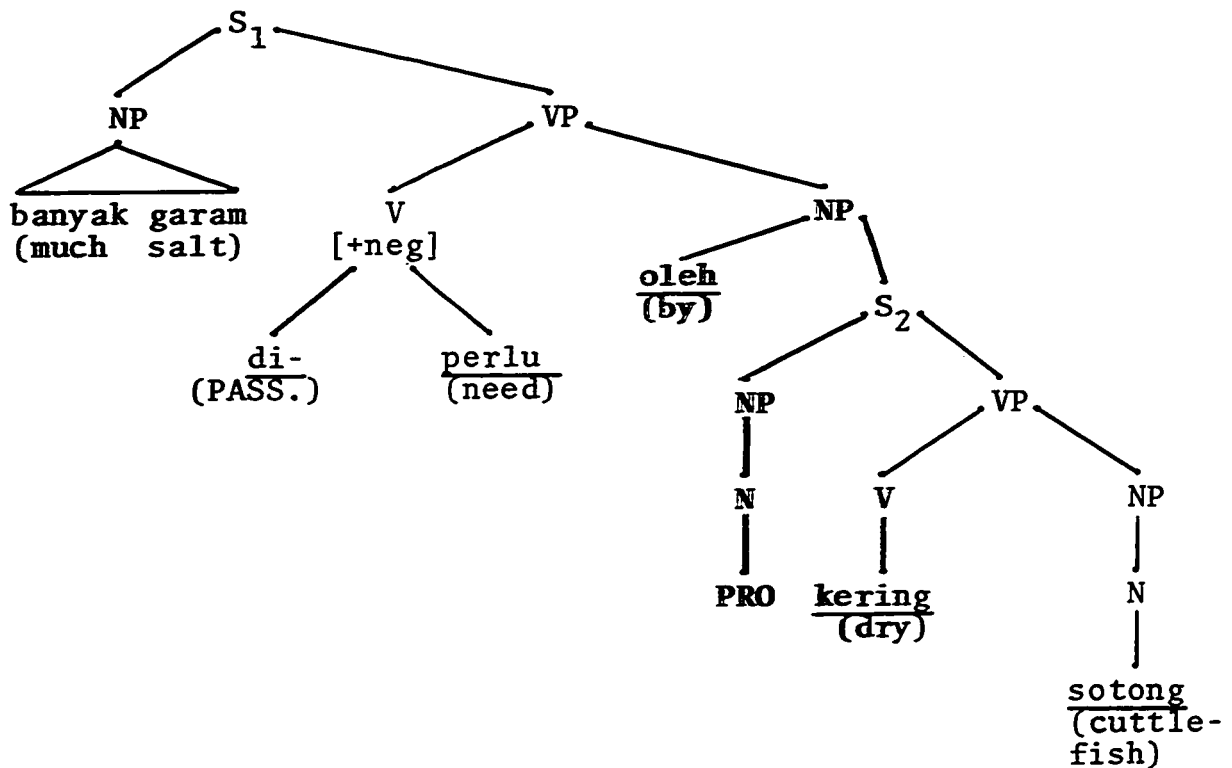 S₁
NP VP
banyak garam
(much salt)
V
[+neg]
NP
oleh
(by)
S₂
di-
(PASS.)
perlu
(need)
NP VP
N V NP
PRO kering
(dry)
N
sotong
(cuttle-
fish)